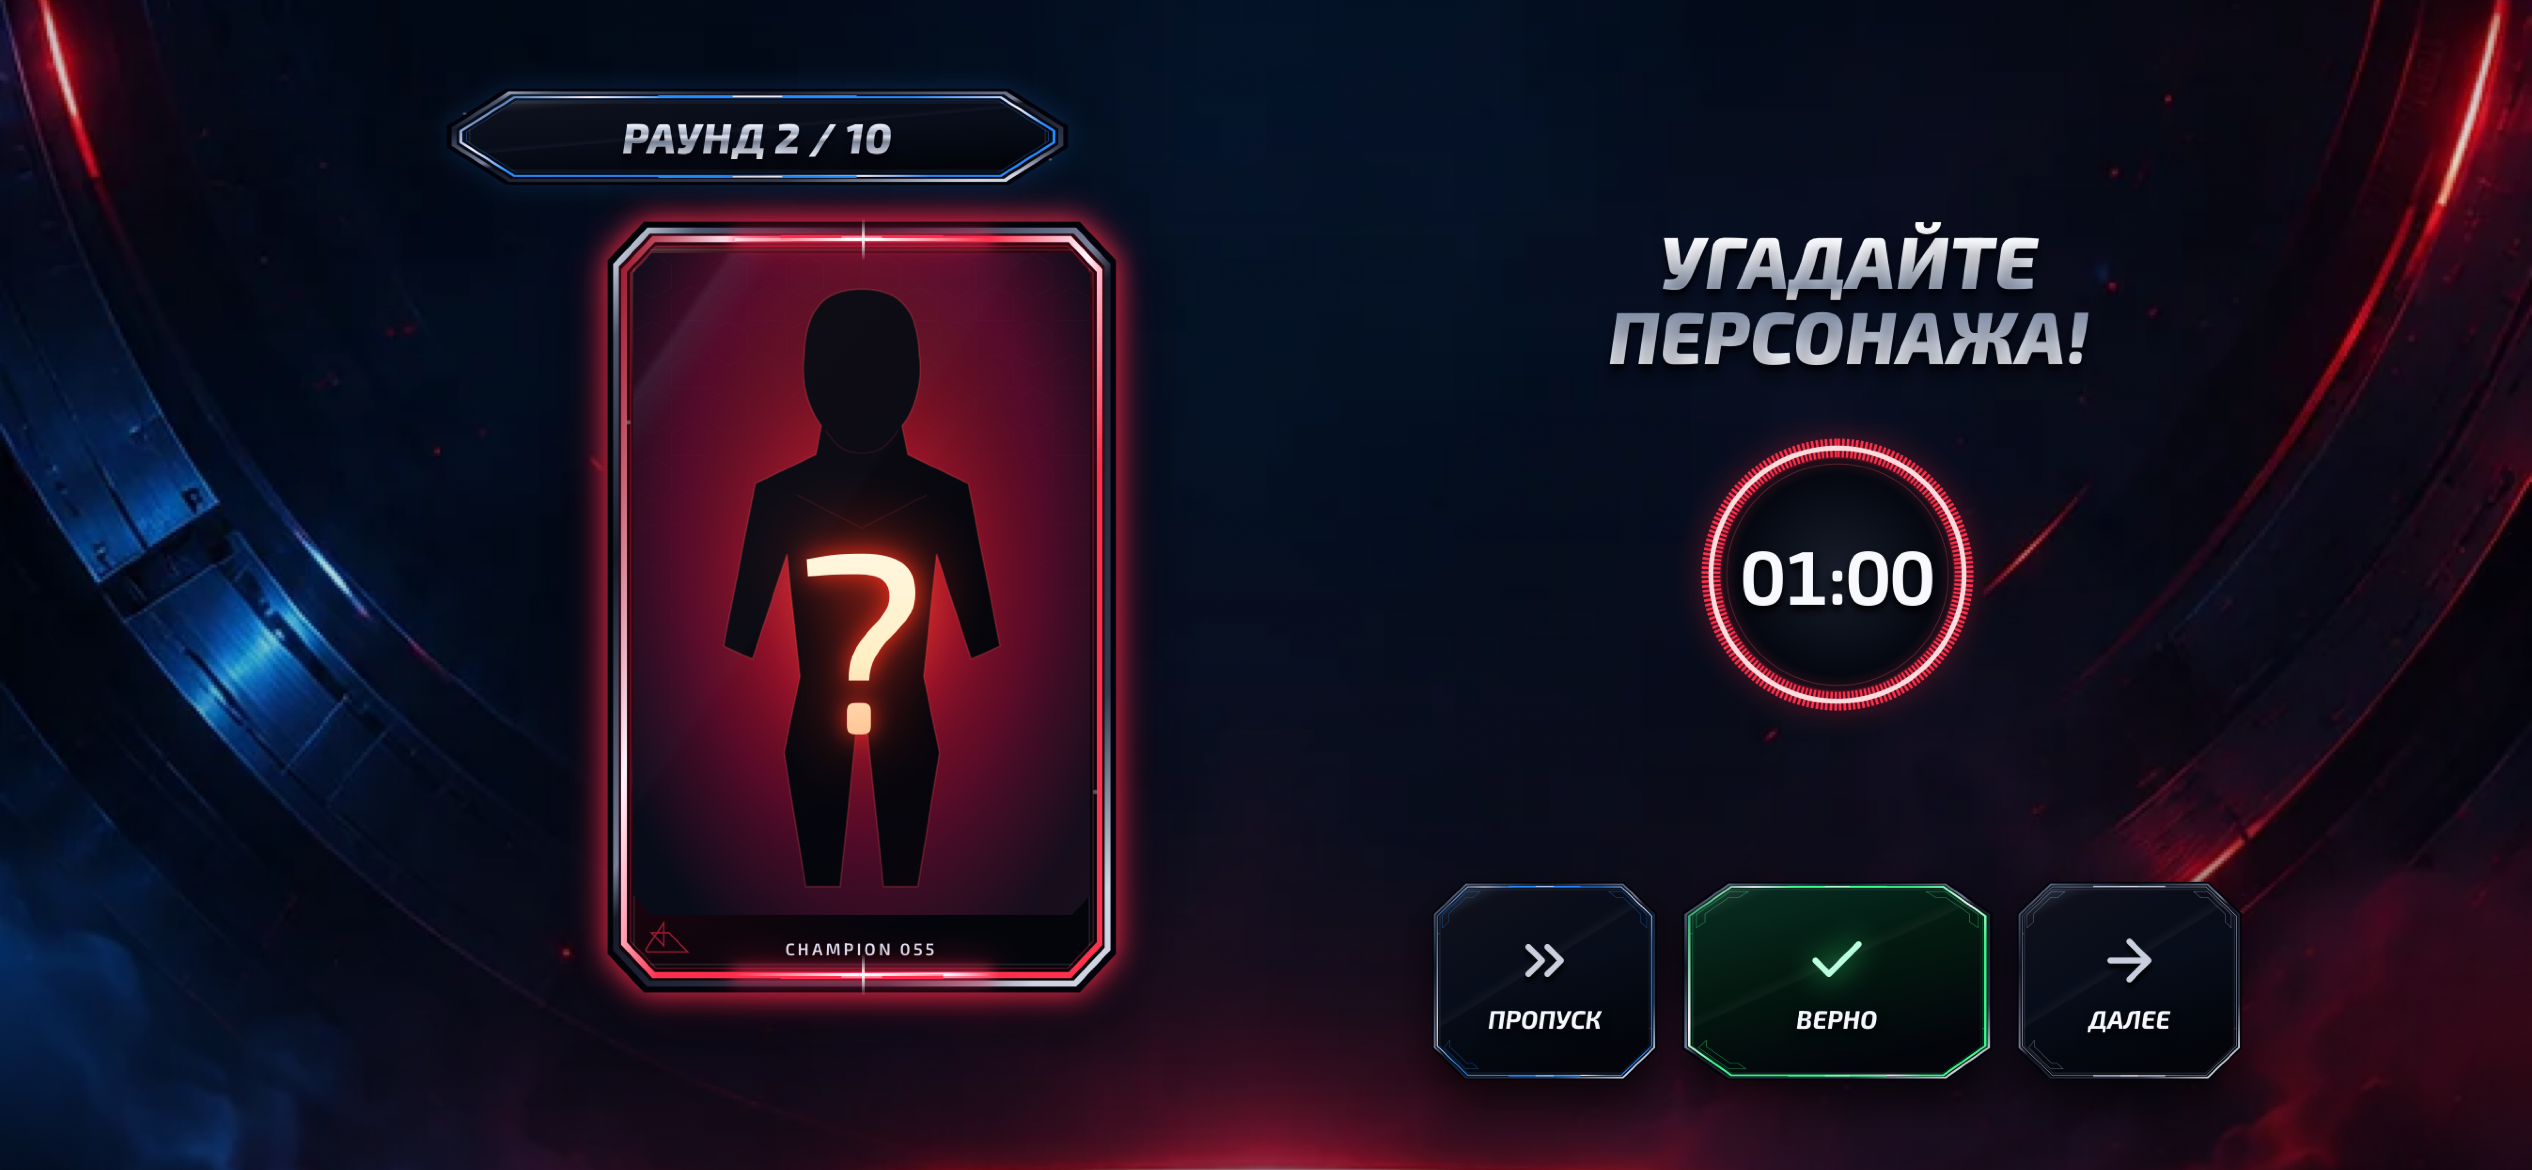 РАУНД 2 / 10
УГАДАЙТЕ
ПЕРСОНАЖА!
?
01:00
CHAMPION 055
ПРОПУСК
ВЕРНО
ДАЛЕЕ